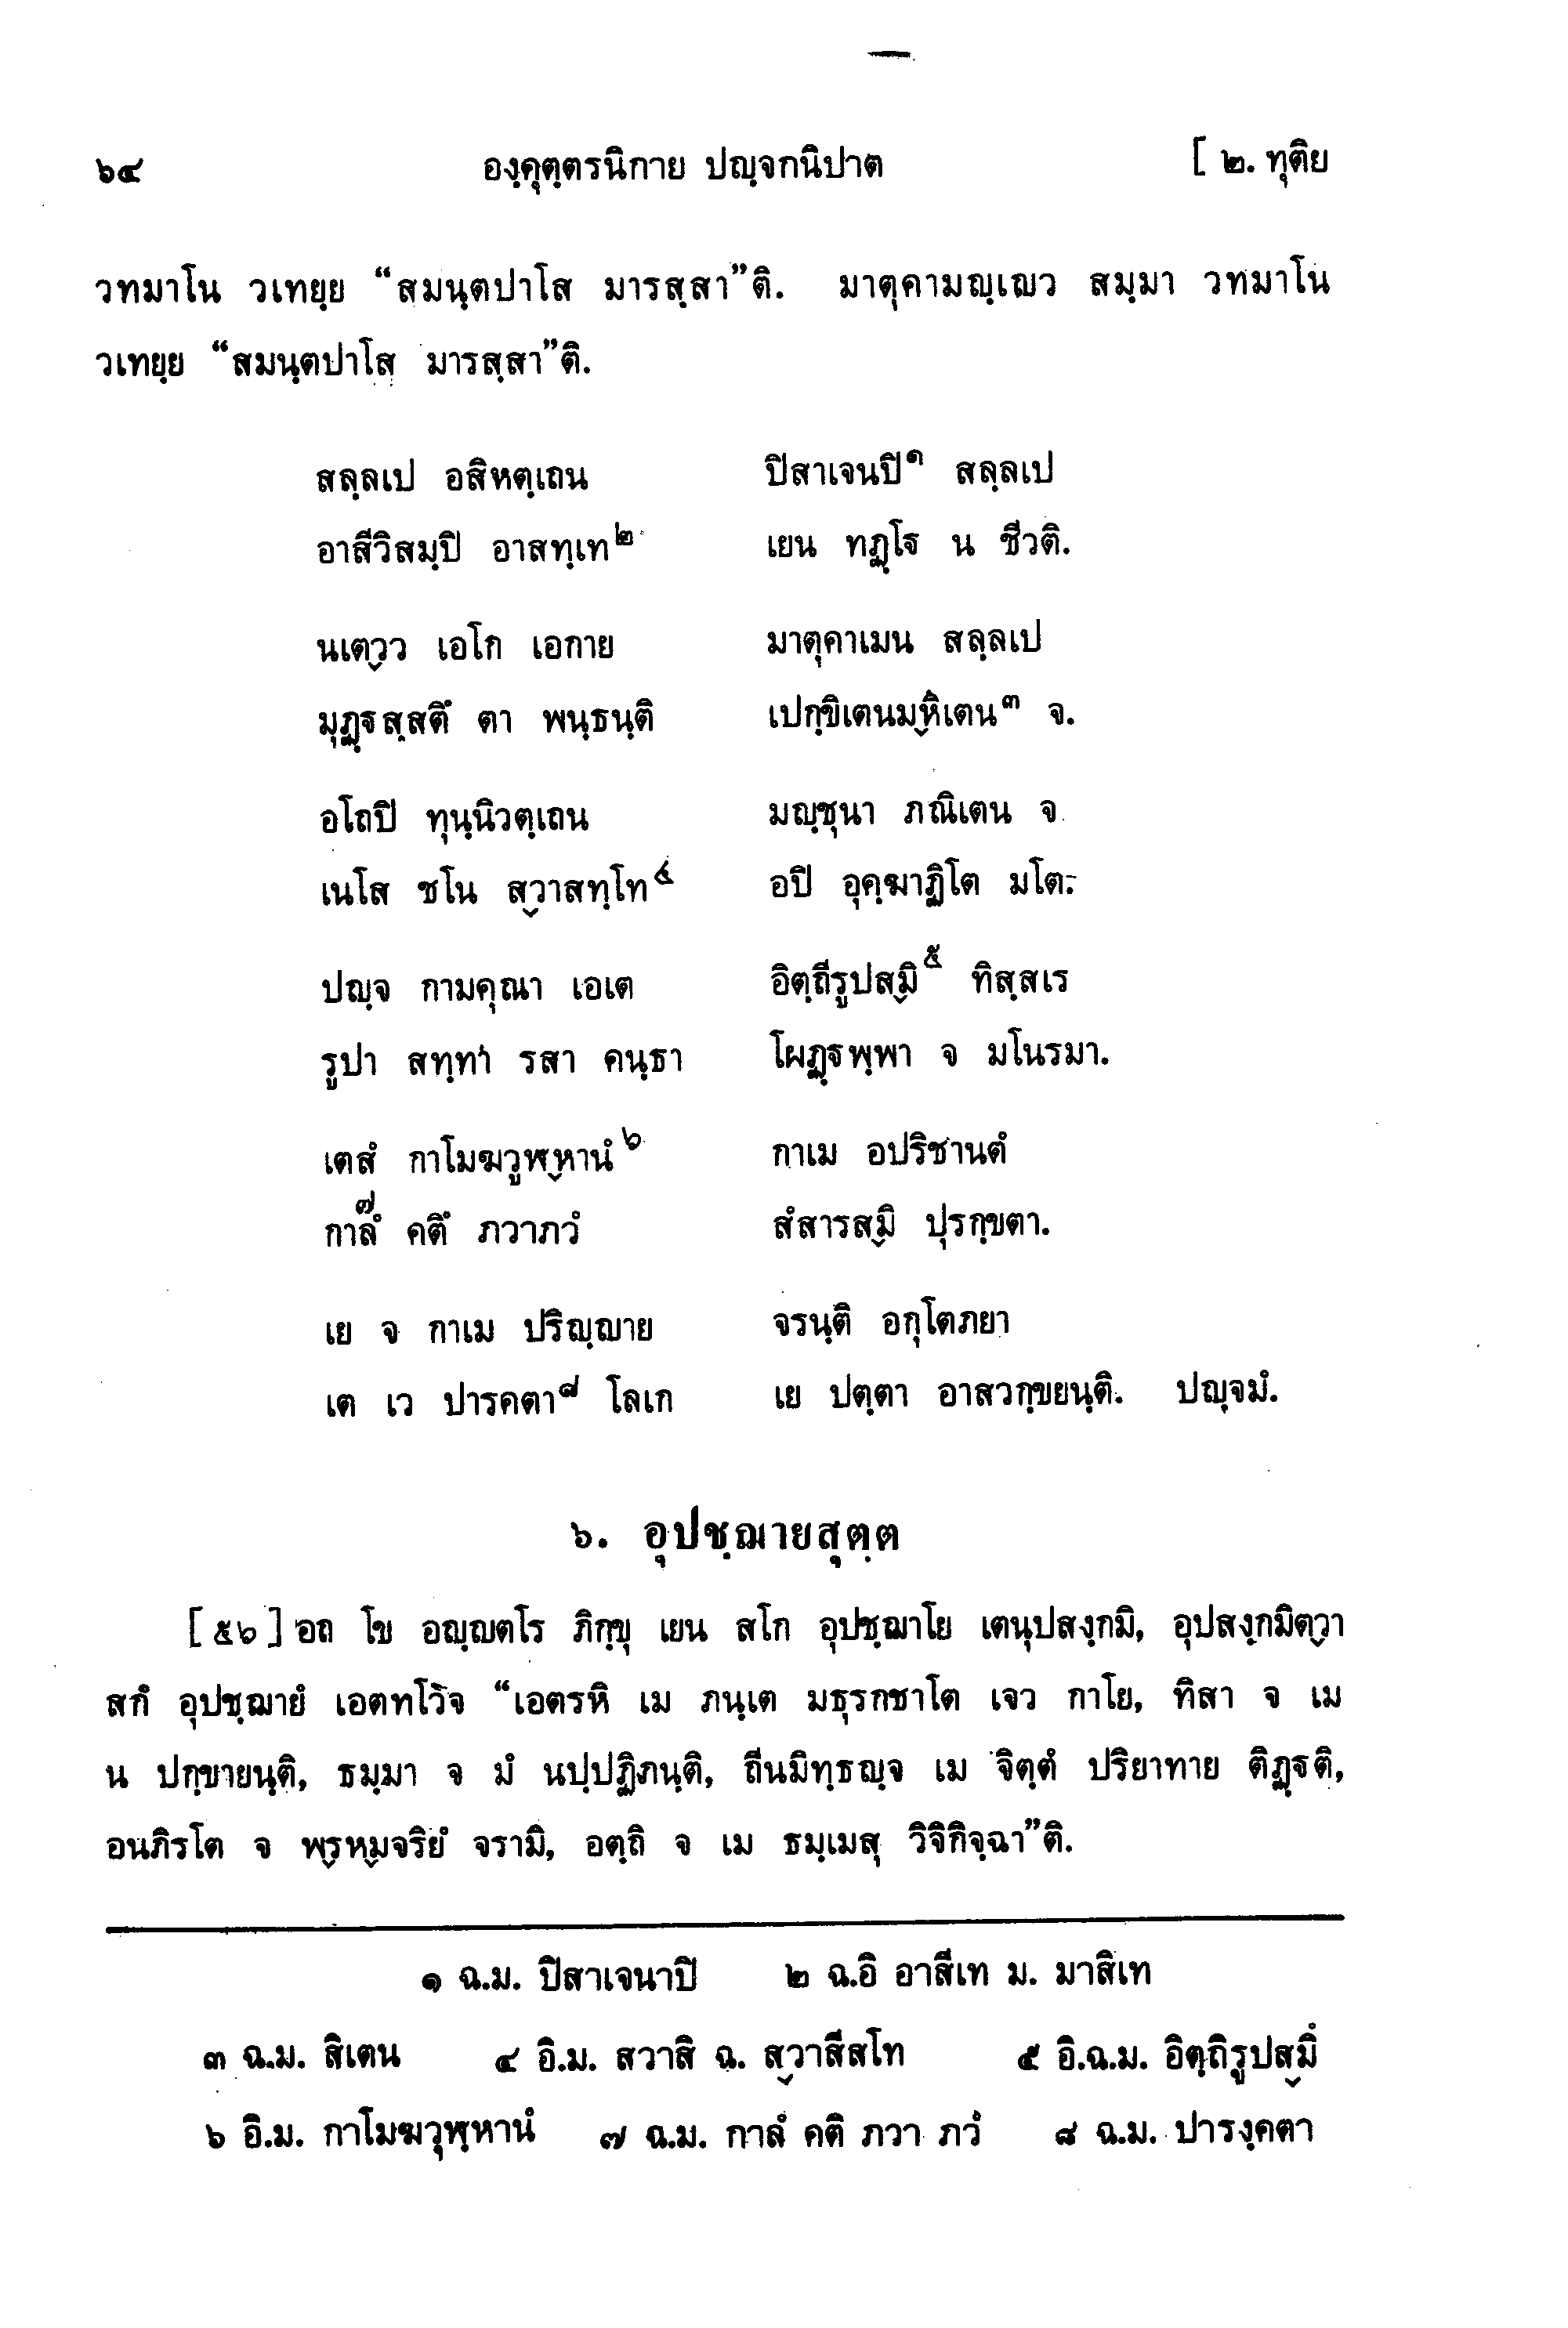 ๖๔ องฺคุตฺตรนิกาย ปญฺจกนิปาต [ ๒. ทุติย
วทมาโน วเทยฺย “สมนฺตปาโส มารสฺสา”ติ. มาตุคามญฺเญว สมฺมา วทมาโน
วเทยฺย “สมนฺตปาโส มารสฺสา”ติ.
สลฺลเป อสิหตฺเถน ปิสาเจนปิ๑ สลฺลเป
อาสีวิสมฺปิ อาสทฺเท๒ เยน ทฏฺโฐ น ชีวติ.
นเตฺวว เอโก เอกาย มาตุคาเมน สลฺลเป
มุฏฺฐสฺสตึ ตา พนฺธนฺติ เปกฺขิเตนมฺหิเตน๓ จ.
อโถปิ ทุนฺนิวตฺเถน มญฺชุนา ภณิเตน จ
เนโส ชโน สฺวาสทฺโท๔ อปิ อุคฺฆาฏิโต มโต.
ปญฺจ กามคุณา เอเต อิตฺถีรูปสฺมิ๕ ทิสฺสเร
รูปา สทฺทา รสา คนฺธา โผฏฺฐพฺพา จ มโนรมา.
เตสํ กาโมฆวูฬฺหานํ๖ กาเม อปริชานตํ
กาลํ๗ คตึ ภวาภวํ สํสารสฺมิ ปุรกฺขตา.
เย จ กาเม ปริญฺญาย จรนฺติ อกุโตภยา
เต เว ปารคตา๘ โลเก เย ปตฺตา อาสวกฺขยนฺติ. ปญฺจมํ.
๖. อุปชฺฌายสุตฺต
[๕๖] อถ โข อญฺญตโร ภิกฺขุ เยน สโก อุปชฺฌาโย เตนุปสงฺกมิ, อุปสงฺกมิตฺวา
สกํ อุปชฺฌายํ เอตทโวจ “เอตรหิ เม ภนฺเต มธุรกชาโต เจว กาโย, ทิสา จ เม
น ปกฺขายนฺติ, ธมฺมา จ มํ นปฺปฏิภนฺติ, ถีนมิทฺธญฺจ เม จิตฺตํ ปริยาทาย ติฏฺฐติ,
อนภิรโต จ พฺรหฺมจริยํ จรามิ, อตฺถิ จ เม ธมฺเมสุ วิจิกิจฺฉา”ติ.
๑ ฉ.ม. ปิสาเจนาปิ ๒ ฉ.อิ อาสีเท ม. มาสิเท
๓ ฉ.ม. สิเตน ๔ อิ.ม. สวาสิ ฉ. สฺวาสีสโท ๕ อิ.ฉ.ม. อิตฺถิรูปสฺมึ
๖ อิ.ม. กาโมฆวุฬฺหานํ ๗ ฉ.ม. กาลํ คติ ภวา ภวํ ๘ ฉ.ม. ปารงฺคตา